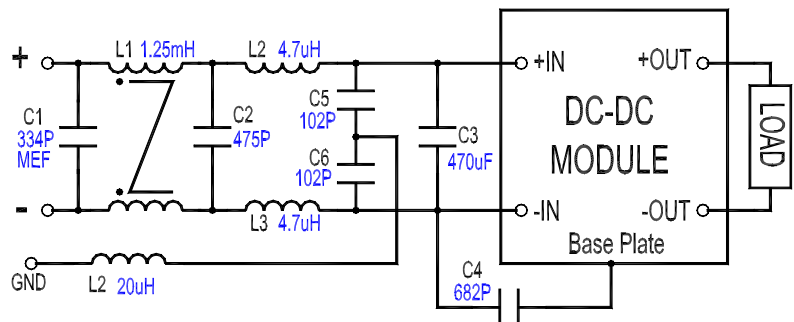 +
L1 1.25mH
L2 4.7uH
C1
334P
MEF
C2
475P
C5
102P
C6
102P
C3
470uF
+IN
+OUT
DC-DC
MODULE
LOAD
-
L3 4.7uH
-IN
-OUT
Base Plate
GND
L2 20uH
C4
682P